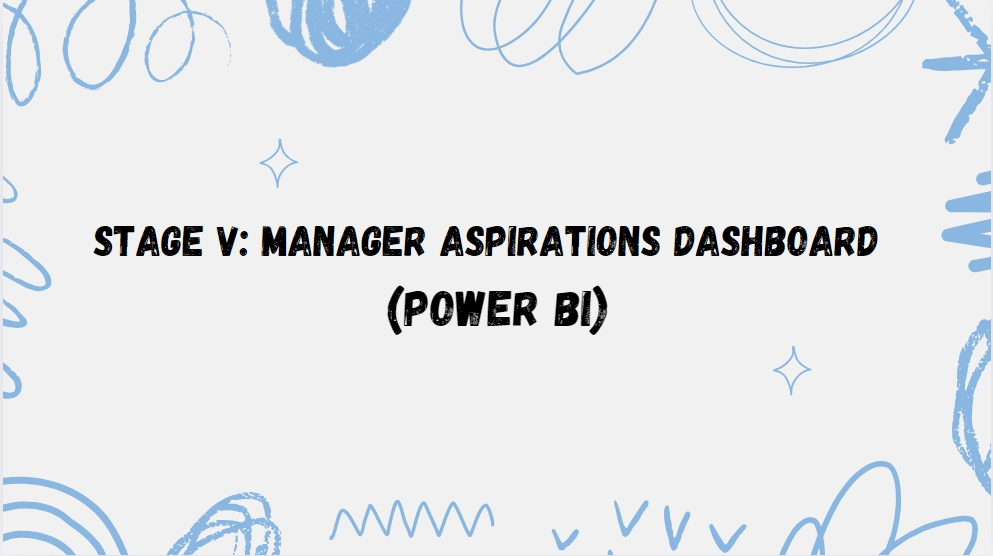 STAGE V: MANAGER ASPIRATIONS DASHBOARD
(POWER BI)